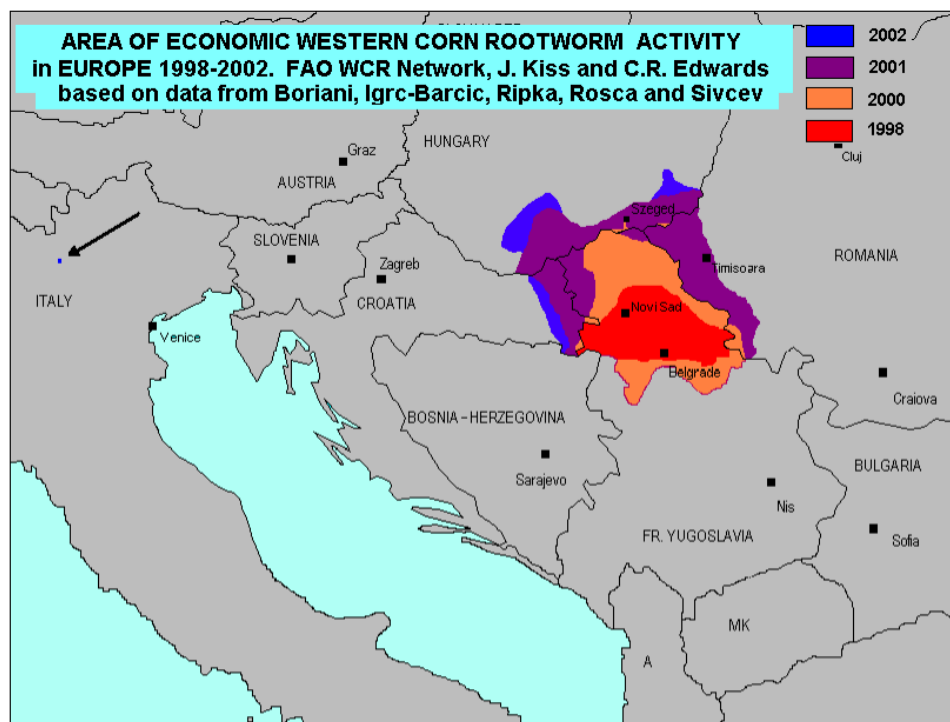 AREA OF ECONOMIC WESTERN CORN ROOTWORM ACTIVITY
in EUROPE 1998-2002. FAO WCR Network, J. Kiss and C.R. Edwards
based on data from Boriani, Igrc-Barcic, Ripka, Rosca and Sivcev
2002
2001
2000
1998
HUNGARY
Graz
Cluj
AUSTRIA
Szeged
SLOVENIA
ROMANIA
Zagreb
Timisoara
ITALY
CROATIA
Novi Sad
Venice
Belgrade
Craiova
BOSNIA-HERZEGOVINA
BULGARIA
Sarajevo
Nis
FR. YUGOSLAVIA
Sofia
MK
A